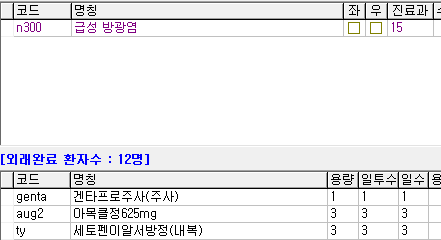 코드 명칭 좌 우 진료과
n300 급성 방광염 15
[외래완료 환자수 : 12명]
코드 명칭 용량 일투수 일수
genta 겐타프로주사(주사) 1 1 1
aug2 아목클정625mg 3 3 3
ty 세토펜이알서방정(내복) 3 3 3